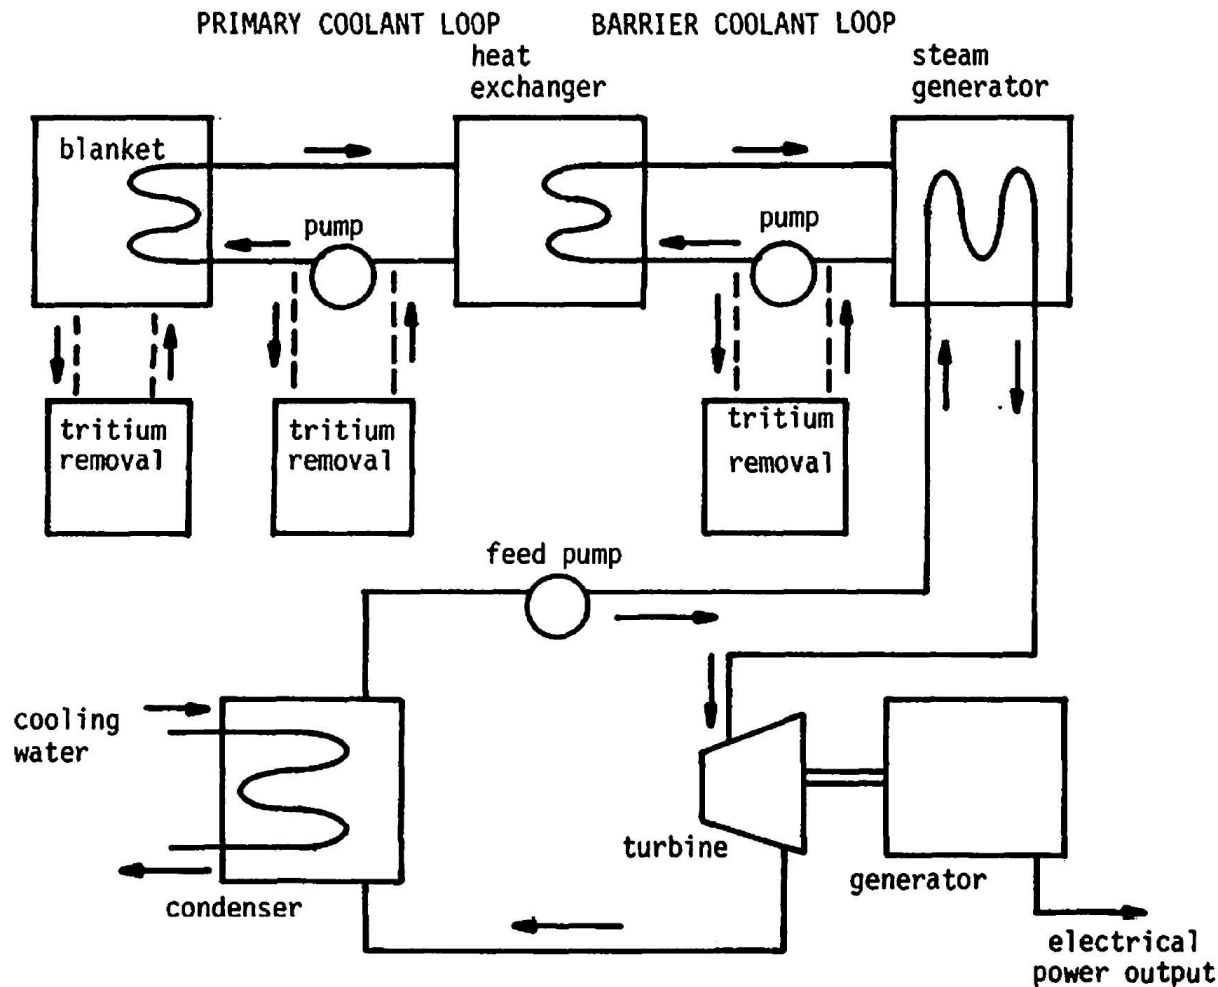 PRIMARY COOLANT LOOP
BARRIER COOLANT LOOP
heat
exchanger
steam
generator
blanket
pump
pump
tritium
removal
tritium
removal
tritium
removal
feed pump
cooling
water
condenser
turbine
generator
electrical
power output